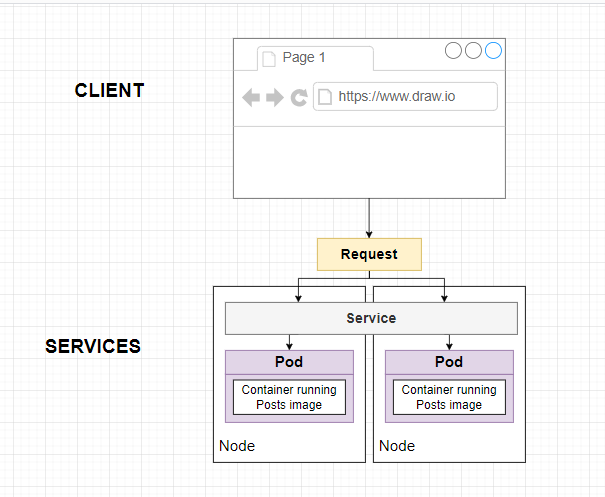 Page 1
CLIENT
https://www.draw.io
Request
Service
SERVICES
Pod
Pod
Container running
Posts image
Container running
Posts image
Node
Node